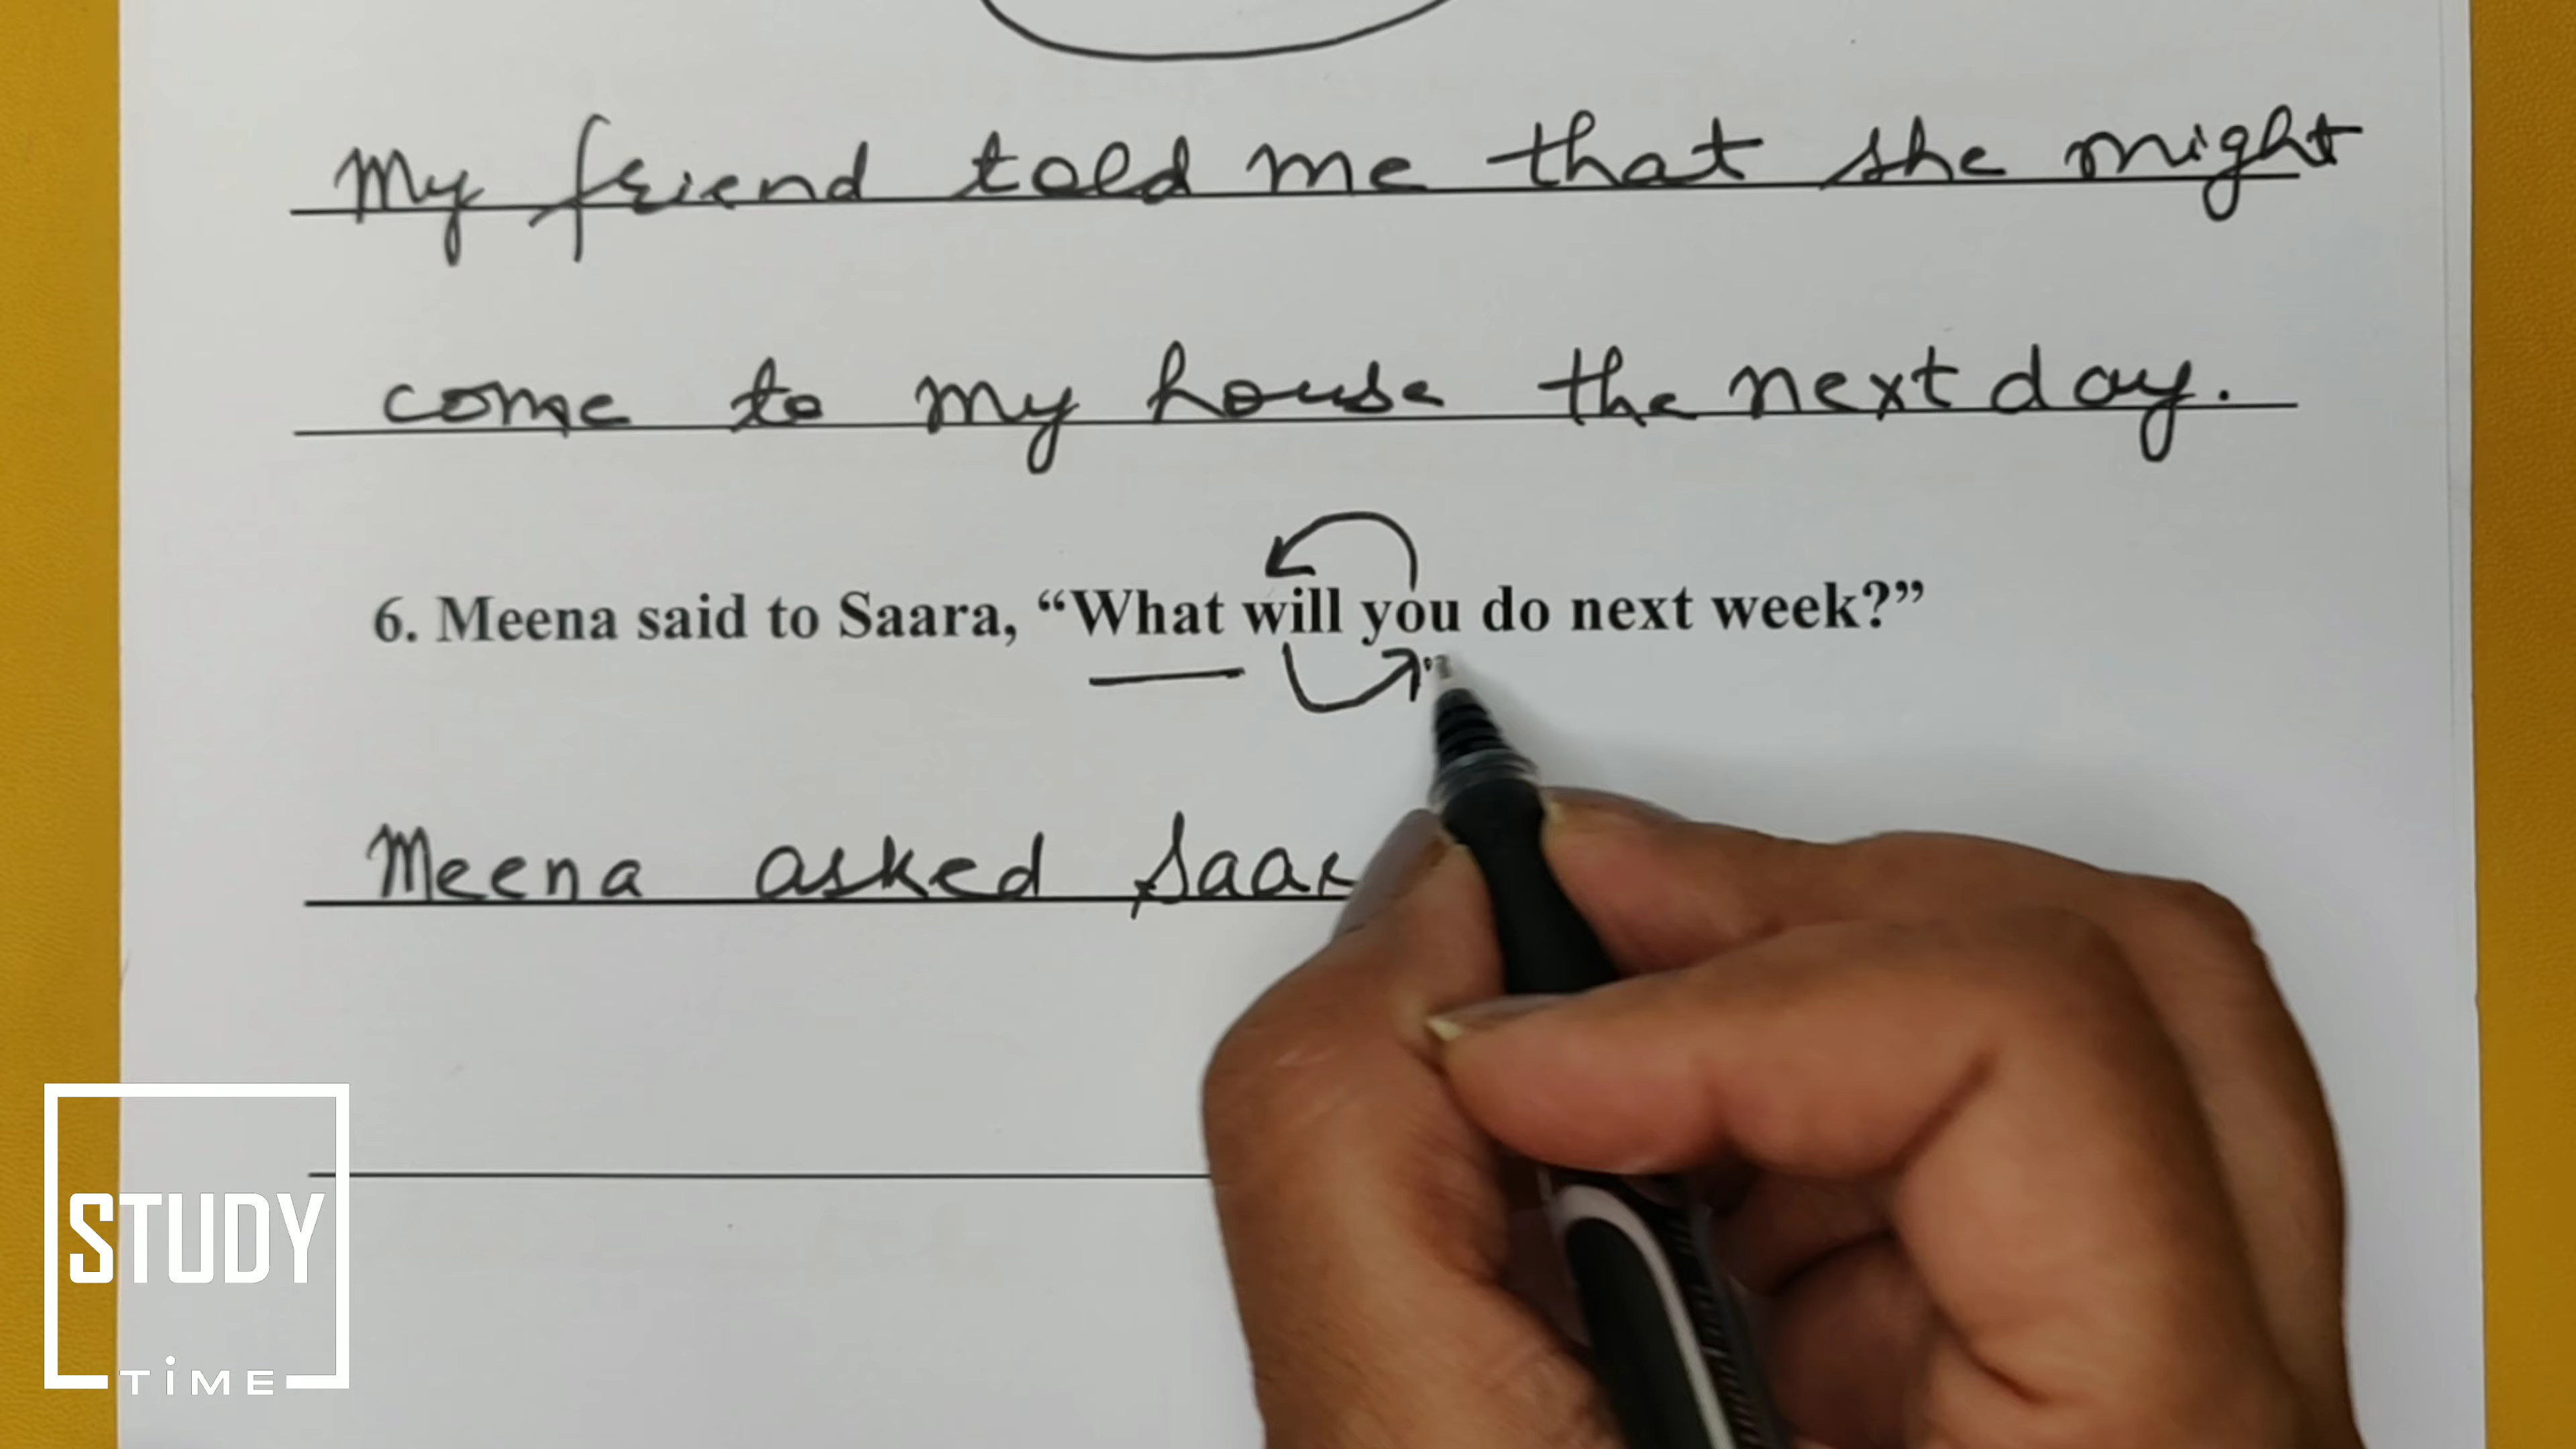 My friend told me that she might
come to my house the next day.
6. Meena said to Saara, “What will you do next week?”
Meena asked Saar
STUDY
TiME